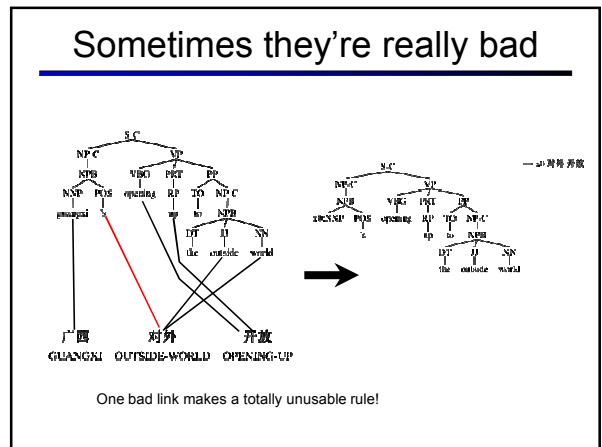 Sometimes they're really bad
S-C
NP-C VP
NPB VBG PRT PP
NNP POS opening RP TO NP-C
guangxi 's up to NPB
DT JJ NN
the outside world
广西 对外 开放
GUANGXI OUTSIDE-WORLD OPENING-UP
S-C
NP-C VP
NPB VBG PRT PP
x0:NNP POS opening RP TO NP-C
's up to NPB
DT JJ NN
the outside world
x0 对外 开放
One bad link makes a totally unusable rule!